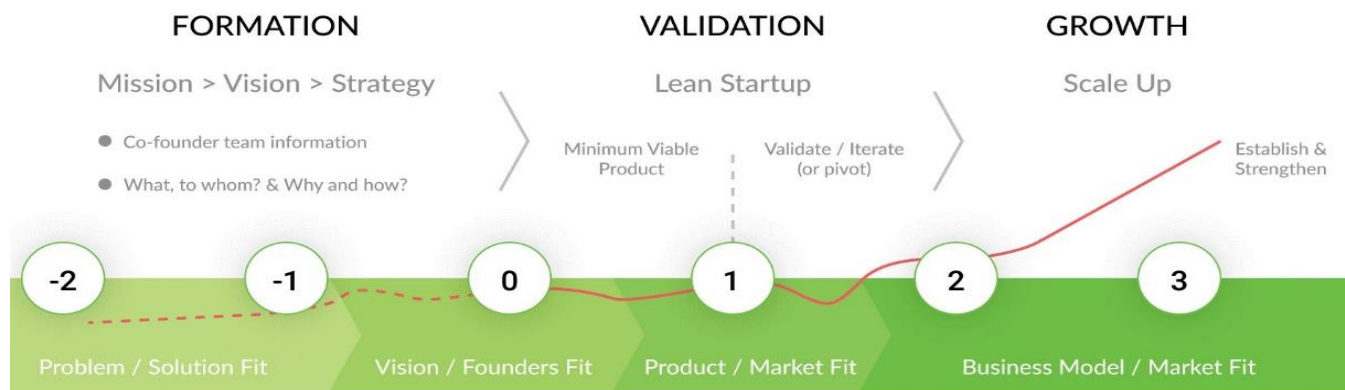 FORMATION
VALIDATION
GROWTH
Mission > Vision > Strategy
Lean Startup
Scale Up
Co-founder team information
What, to whom? & Why and how?
Minimum Viable
Product
Validate / Iterate
(or pivot)
Establish &
Strengthen
-2
-1
0
1
2
3
Problem / Solution Fit
Vision / Founders Fit
Product / Market Fit
Business Model / Market Fit